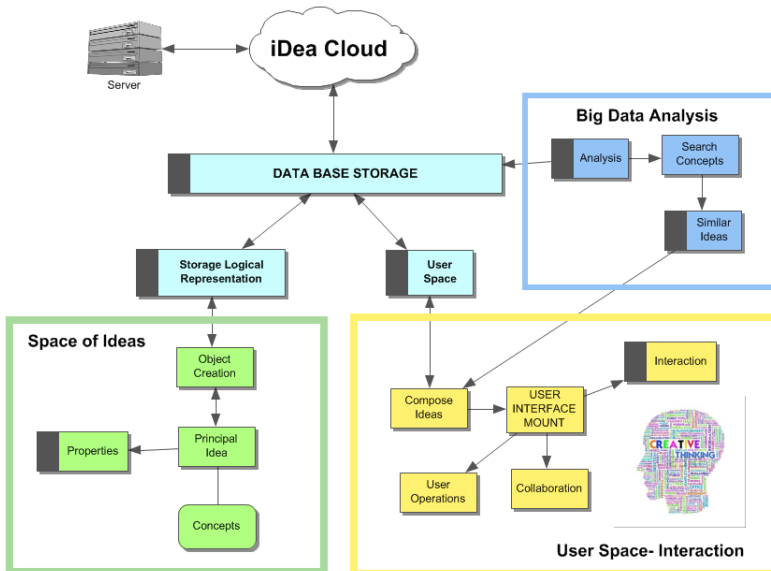 iDea Cloud
Server
Big Data Analysis
Analysis
Search
Concepts
DATA BASE STORAGE
Similar
Ideas
Storage Logical
Representation
User
Space
Space of Ideas
Object
Creation
Interaction
Compose
Ideas
USER
INTERFACE
MOUNT
Properties
Principal
Idea
CREATIVE
THINKING
User
Operations
Collaboration
Concepts
User Space- Interaction